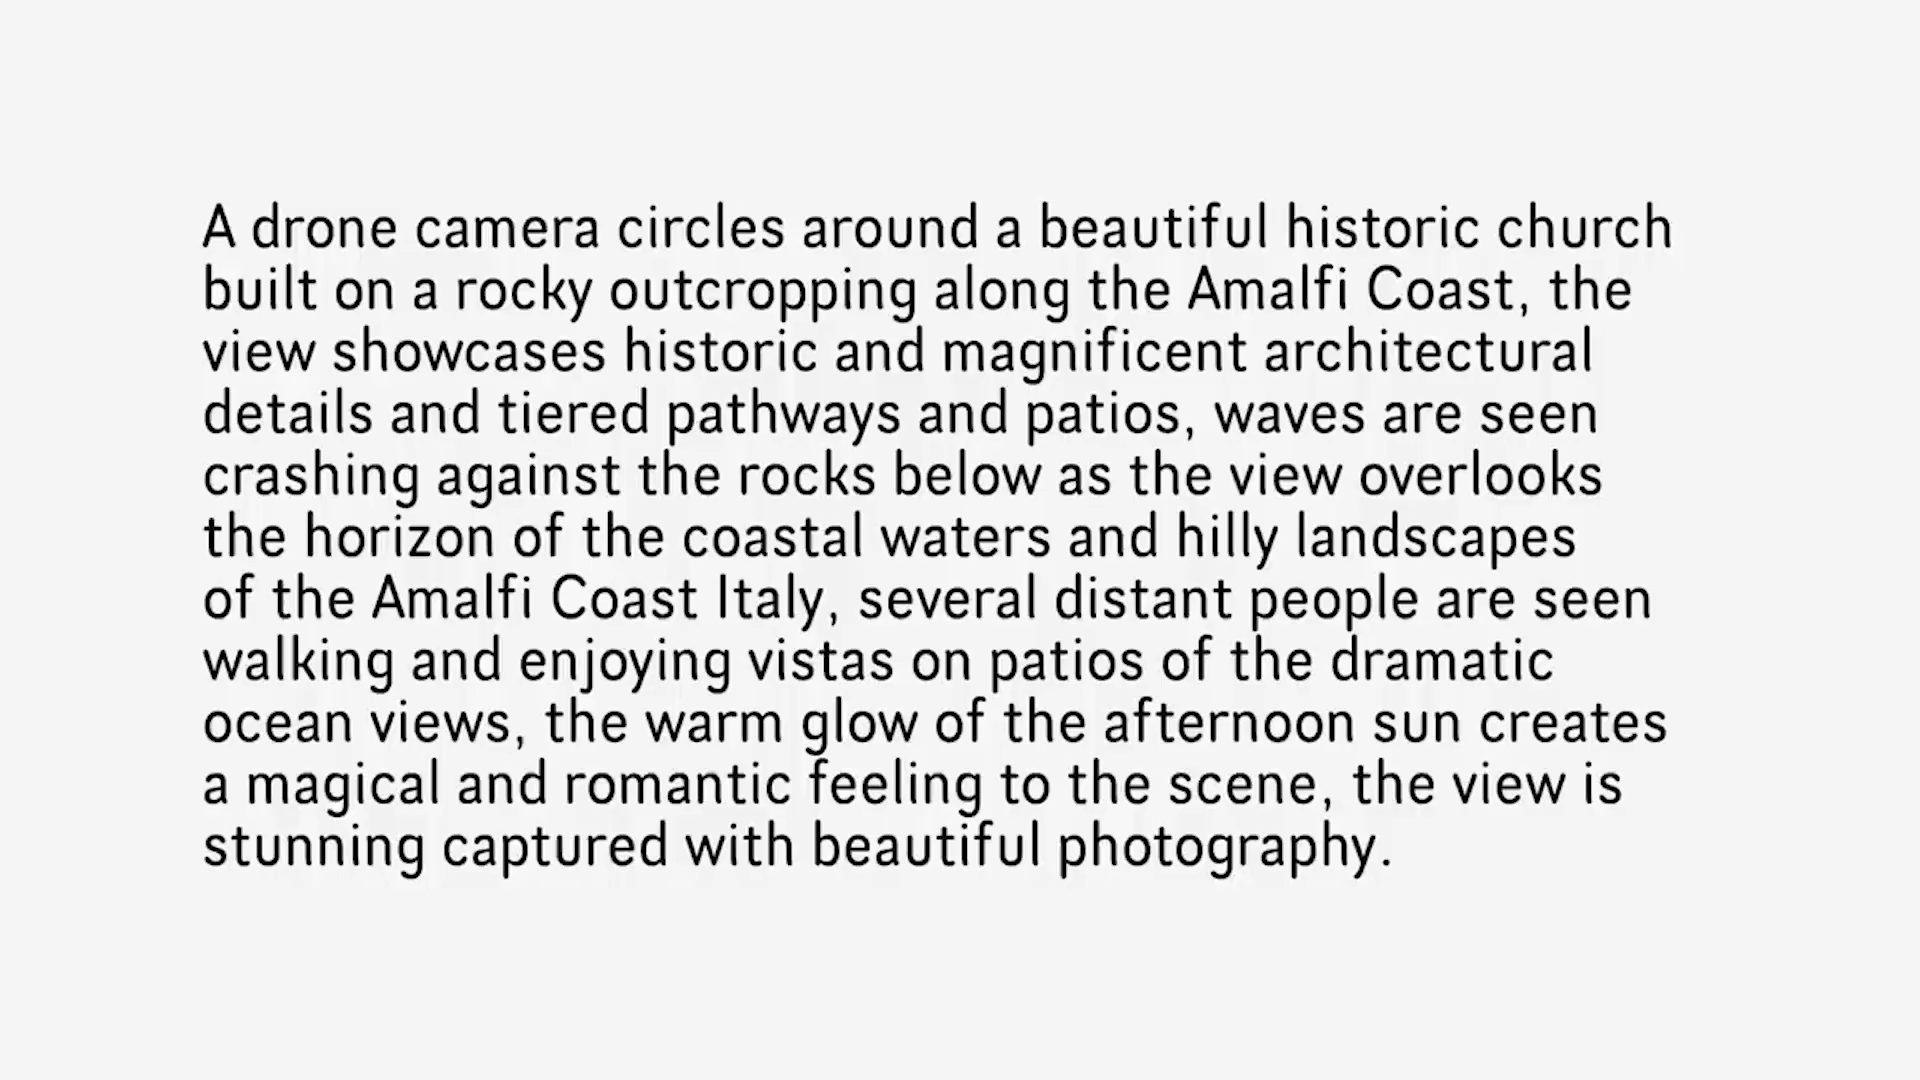 A drone camera circles around a beautiful historic church
built on a rocky outcropping along the Amalfi Coast, the
view showcases historic and magnificent architectural
details and tiered pathways and patios, waves are seen
crashing against the rocks below as the view overlooks
the horizon of the coastal waters and hilly landscapes
of the Amalfi Coast Italy, several distant people are seen
walking and enjoying vistas on patios of the dramatic
ocean views, the warm glow of the afternoon sun creates
a magical and romantic feeling to the scene, the view is
stunning captured with beautiful photography.